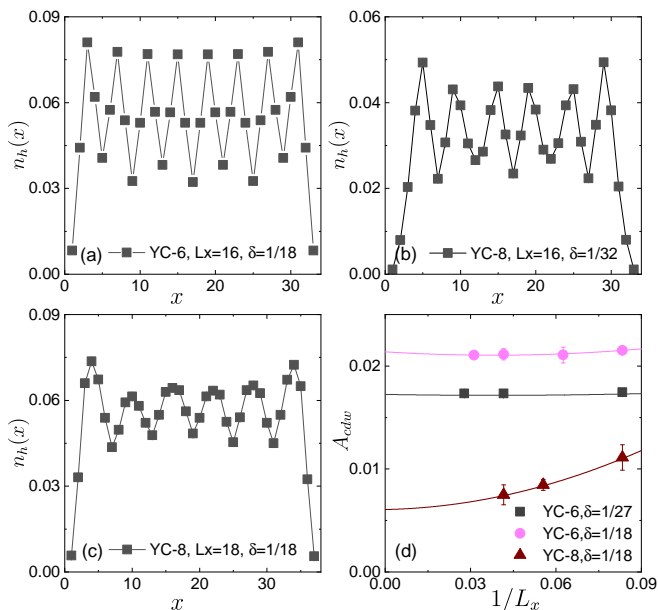 0.09
0.06
0.03
0.00
n_h(x)
(a)
YC-6, Lx=16, δ=1/18
0
10
20
30
x
0.06
0.04
0.02
0.00
n_h(x)
(b)
YC-8, Lx=16, δ=1/32
0
10
20
30
x
0.09
0.06
0.03
0.00
n_h(x)
(c)
YC-8, Lx=18, δ=1/18
0
10
20
30
x
0.02
0.01
0.00
A_{cdw}
YC-6,δ=1/27
YC-6,δ=1/18
YC-8,δ=1/18
(d)
0.00
0.03
0.06
0.09
1/L_x